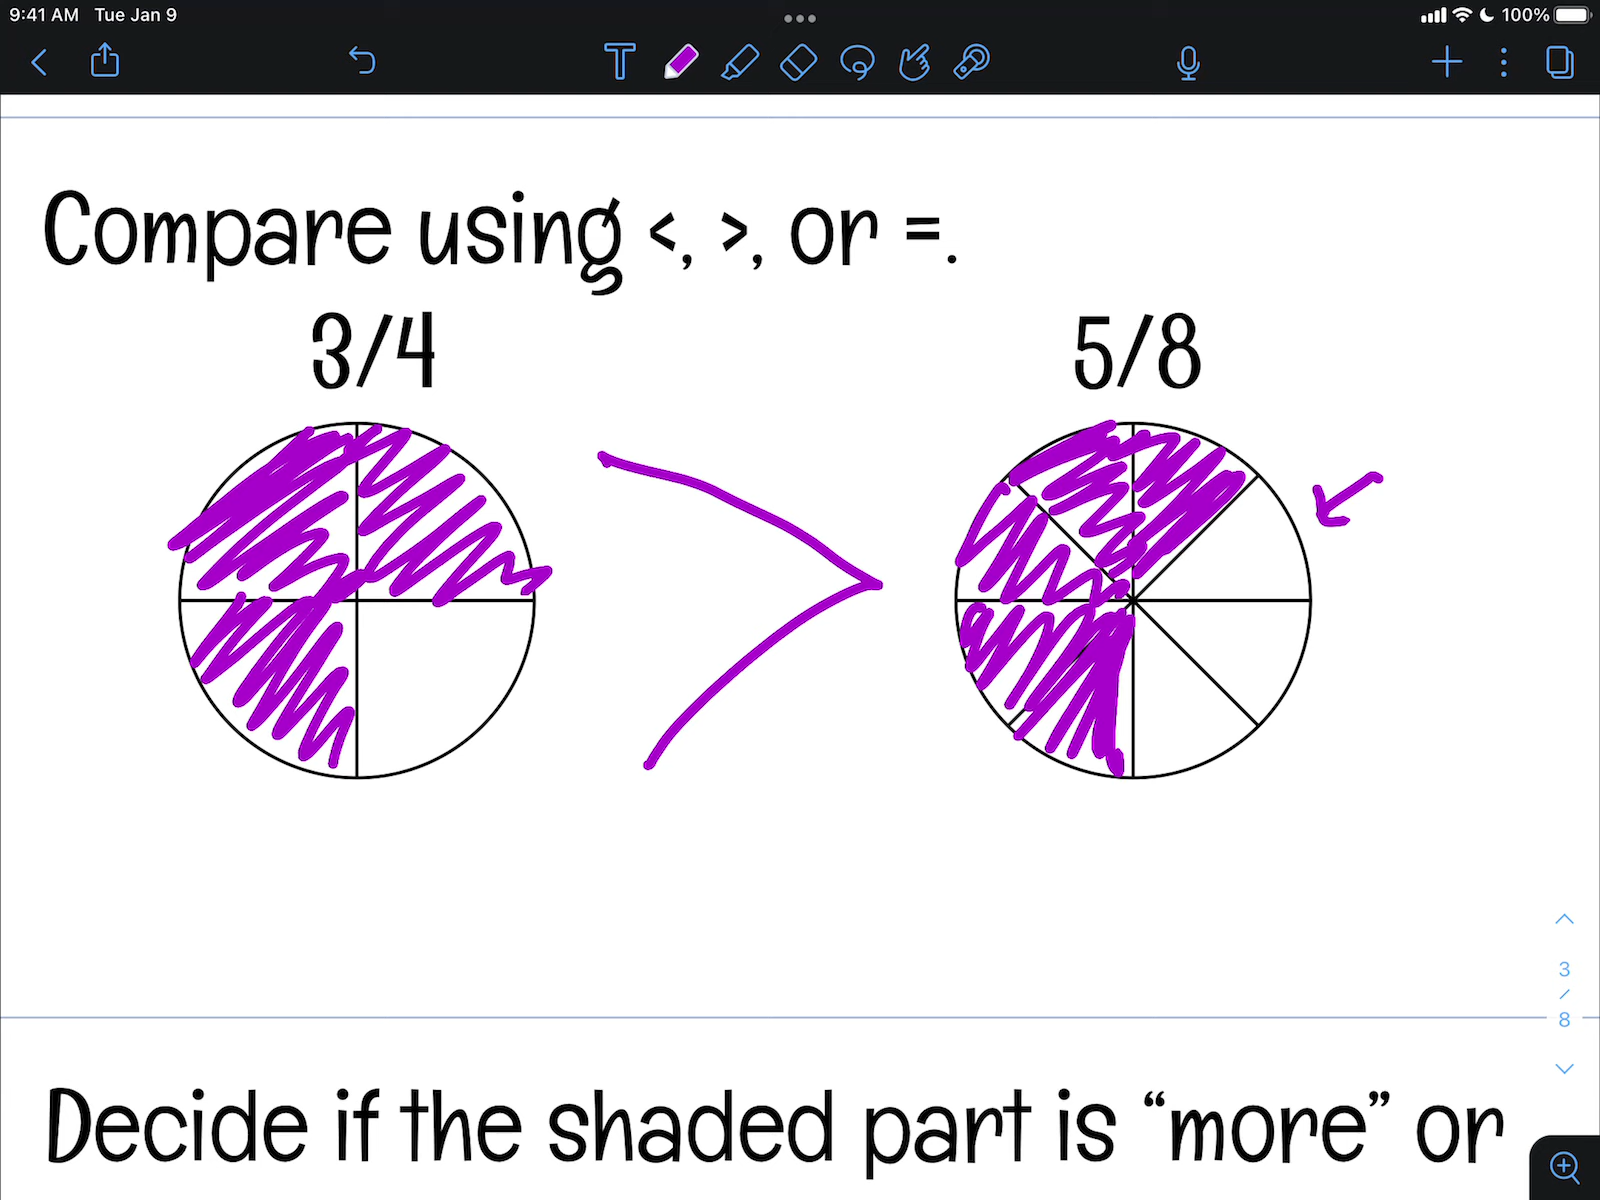 9:41 AM Tue Jan 9 100%
T
Compare using <, >, or =.
3/4 5/8
>
3
/
8
Decide if the shaded part is “more” or